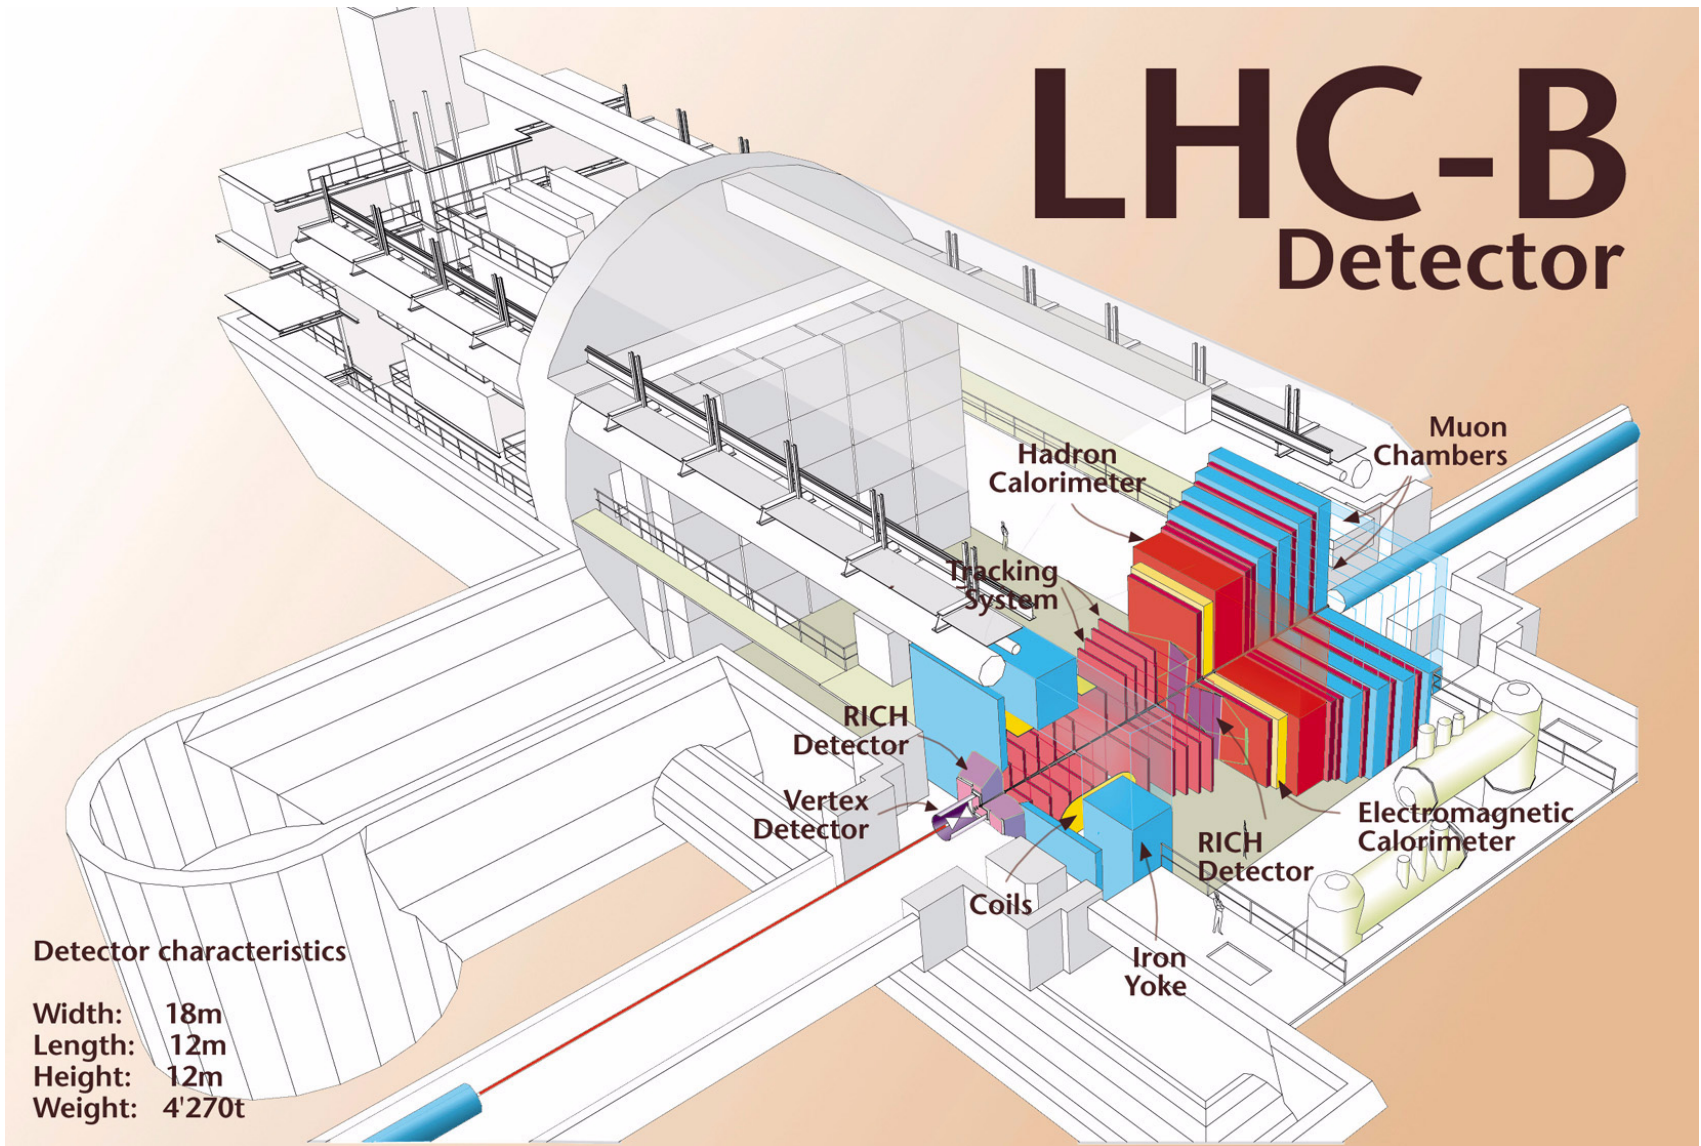 LHC-B
Detector
Muon
Chambers
Hadron
Calorimeter
Tracking
System
RICH
Detector
Vertex
Detector
Electromagnetic
Calorimeter
RICH
Detector
Coils
Iron
Yoke
Detector characteristics
Width: 18m
Length: 12m
Height: 12m
Weight: 4'270t